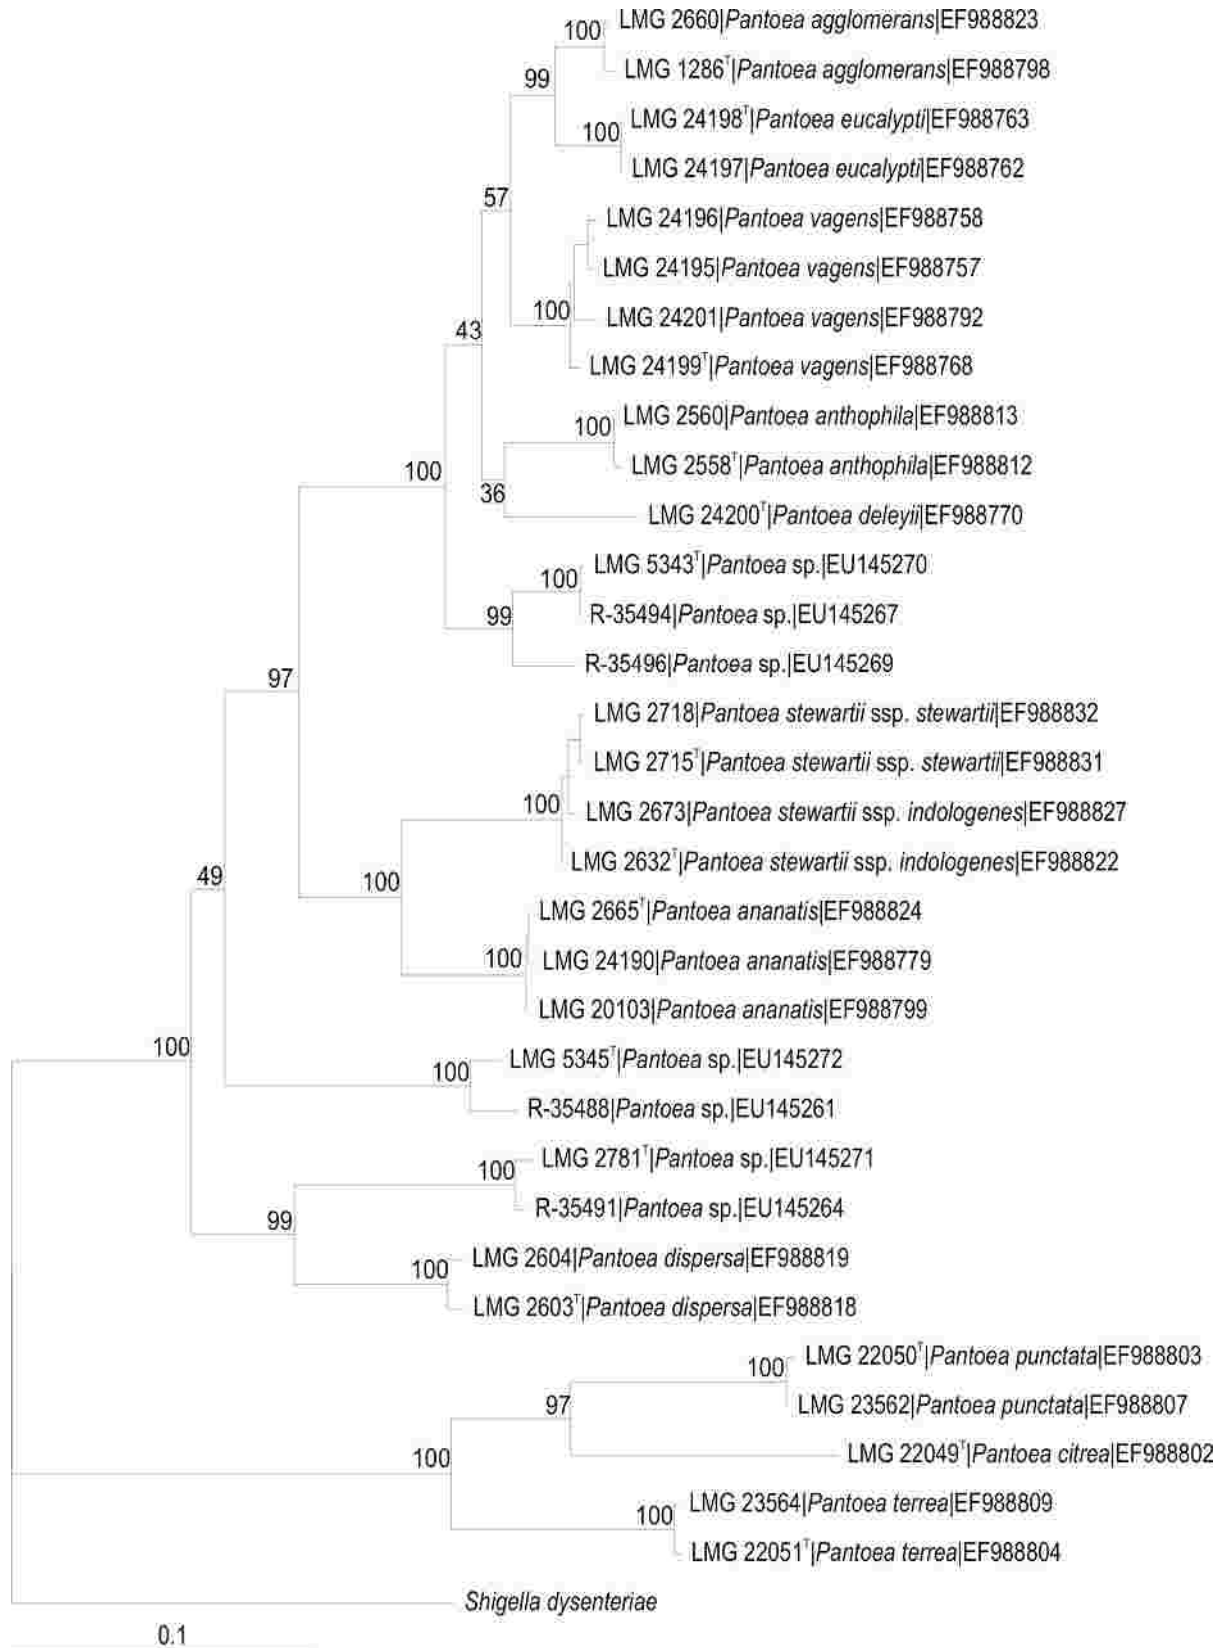 LMG 2660|Pantoea agglomerans|EF988823
100
LMG 1286ᵀ|Pantoea agglomerans|EF988798
99
LMG 24198ᵀ|Pantoea eucalypti|EF988763
100
LMG 24197|Pantoea eucalypti|EF988762
57
LMG 24196|Pantoea vagens|EF988758
LMG 24195|Pantoea vagens|EF988757
100
LMG 24201|Pantoea vagens|EF988792
43
LMG 24199ᵀ|Pantoea vagens|EF988768
LMG 2560|Pantoea anthophila|EF988813
100
LMG 2558ᵀ|Pantoea anthophila|EF988812
100
36
LMG 24200ᵀ|Pantoea deleyii|EF988770
LMG 5343ᵀ|Pantoea sp.|EU145270
100
R-35494|Pantoea sp.|EU145267
99
R-35496|Pantoea sp.|EU145269
97
LMG 2718|Pantoea stewartii ssp. stewartii|EF988832
LMG 2715ᵀ|Pantoea stewartii ssp. stewartii|EF988831
100
LMG 2673|Pantoea stewartii ssp. indologenes|EF988827
LMG 2632ᵀ|Pantoea stewartii ssp. indologenes|EF988822
49
100
LMG 2665ᵀ|Pantoea ananatis|EF988824
100
LMG 24190|Pantoea ananatis|EF988779
LMG 20103|Pantoea ananatis|EF988799
100
LMG 5345ᵀ|Pantoea sp.|EU145272
100
R-35488|Pantoea sp.|EU145261
LMG 2781ᵀ|Pantoea sp.|EU145271
100
R-35491|Pantoea sp.|EU145264
99
LMG 2604|Pantoea dispersa|EF988819
100
LMG 2603ᵀ|Pantoea dispersa|EF988818
LMG 22050ᵀ|Pantoea punctata|EF988803
100
LMG 23562|Pantoea punctata|EF988807
97
LMG 22049ᵀ|Pantoea citrea|EF988802
100
LMG 23564|Pantoea terrea|EF988809
100
LMG 22051ᵀ|Pantoea terrea|EF988804
Shigella dysenteriae
0.1